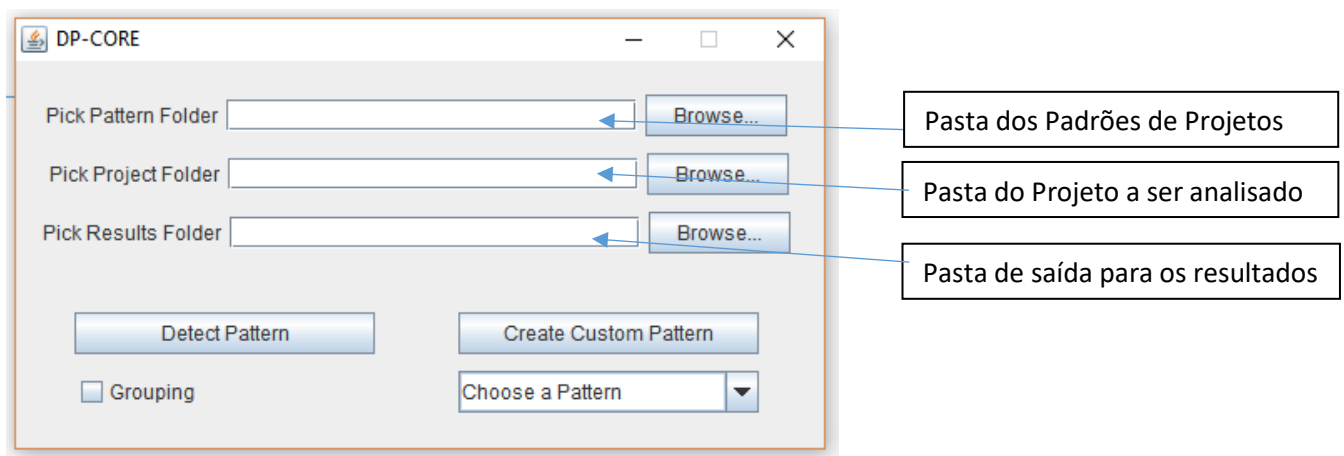 DP-CORE
Pick Pattern Folder Browse... Pasta dos Padrões de Projetos
Pick Project Folder Browse... Pasta do Projeto a ser analisado
Pick Results Folder Browse... Pasta de saída para os resultados
Detect Pattern Create Custom Pattern
Grouping Choose a Pattern